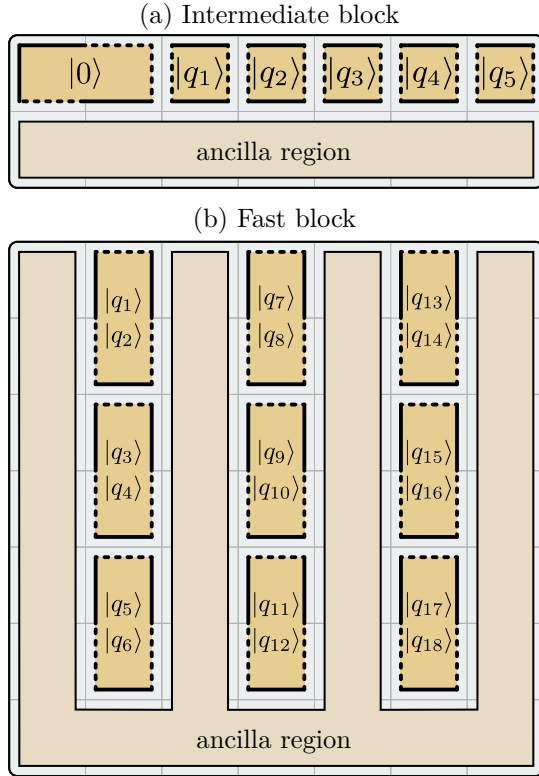 (a) Intermediate block
|0⟩ |q₁⟩ |q₂⟩ |q₃⟩ |q₄⟩ |q₅⟩
ancilla region
(b) Fast block
|q₁⟩ |q₇⟩ |q₁₃⟩
|q₂⟩ |q₈⟩ |q₁₄⟩
|q₃⟩ |q₉⟩ |q₁₅⟩
|q₄⟩ |q₁₀⟩ |q₁₆⟩
|q₅⟩ |q₁₁⟩ |q₁₇⟩
|q₆⟩ |q₁₂⟩ |q₁₈⟩
ancilla region